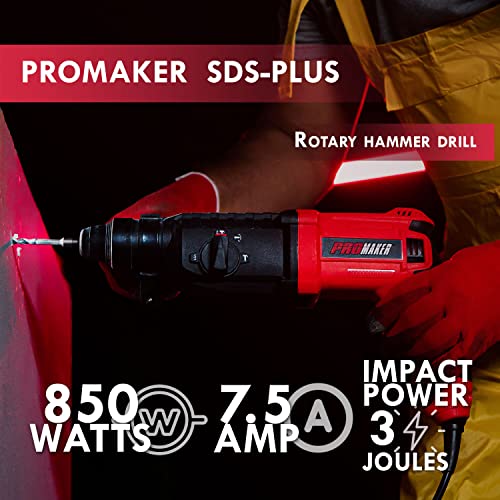 PROMAKER SDS-PLUS
ROTARY HAMMER DRILL
PROMAKER
850
WATTS
W
7.5
AMP
A
IMPACT
POWER
3
JOULES